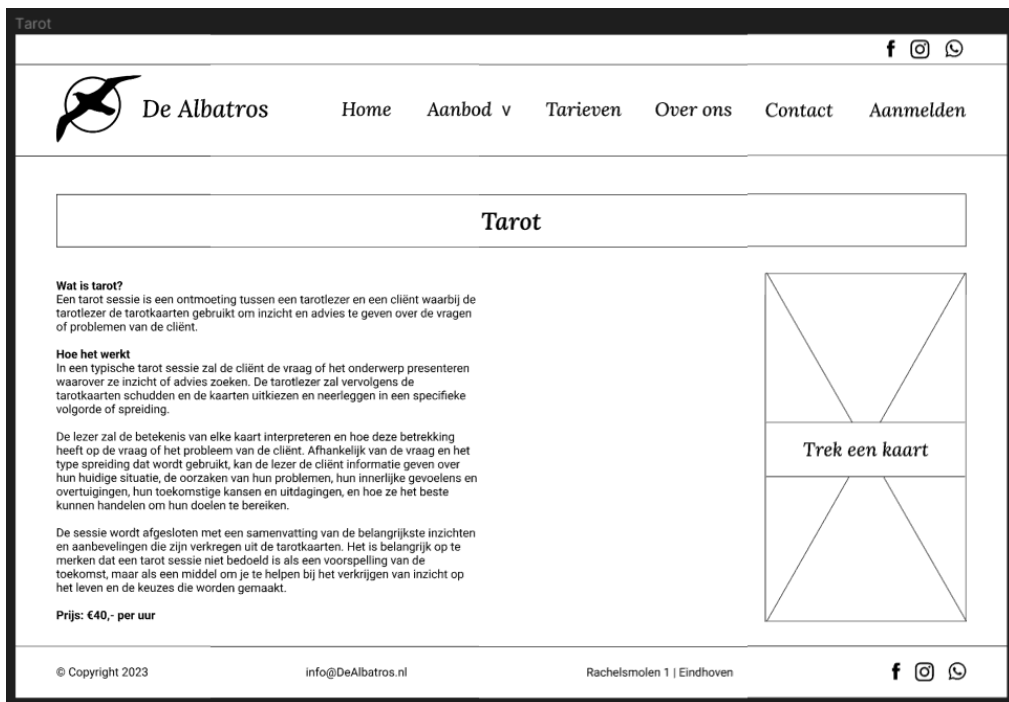 Tarot
De Albatros
Home Aanbod v Tarieven Over ons Contact Aanmelden
Tarot
Wat is tarot?
Een tarot sessie is een ontmoeting tussen een tarotlezer en een cliënt waarbij de
tarotlezer de tarotkaarten gebruikt om inzicht en advies te geven over de vragen
of problemen van de cliënt.
Hoe het werkt
In een typische tarot sessie zal de cliënt de vraag of het onderwerp presenteren
waarover ze inzicht of advies zoeken. De tarotlezer zal vervolgens de
tarotkaarten schudden en de kaarten uitkiezen en neerleggen in een specifieke
volgorde of spreiding.
De lezer zal de betekenis van elke kaart interpreteren en hoe deze betrekking
heeft op de vraag of het probleem van de cliënt. Afhankelijk van de vraag en het
type spreiding dat wordt gebruikt, kan de lezer de cliënt informatie geven over
hun huidige situatie, de oorzaken van hun problemen, hun innerlijke gevoelens en
overtuigingen, hun toekomstige kansen en uitdagingen, en hoe ze het beste
kunnen handelen om hun doelen te bereiken.
De sessie wordt afgesloten met een samenvatting van de belangrijkste inzichten
en aanbevelingen die zijn verkregen uit de tarotkaarten. Het is belangrijk op te
merken dat een tarot sessie niet bedoeld is als een voorspelling van de
toekomst, maar als een middel om je te helpen bij het verkrijgen van inzicht op
het leven en de keuzes die worden gemaakt.
Prijs: €40,- per uur
Trek een kaart
© Copyright 2023 info@DeAlbatros.nl Rachelsmolen 1 | Eindhoven